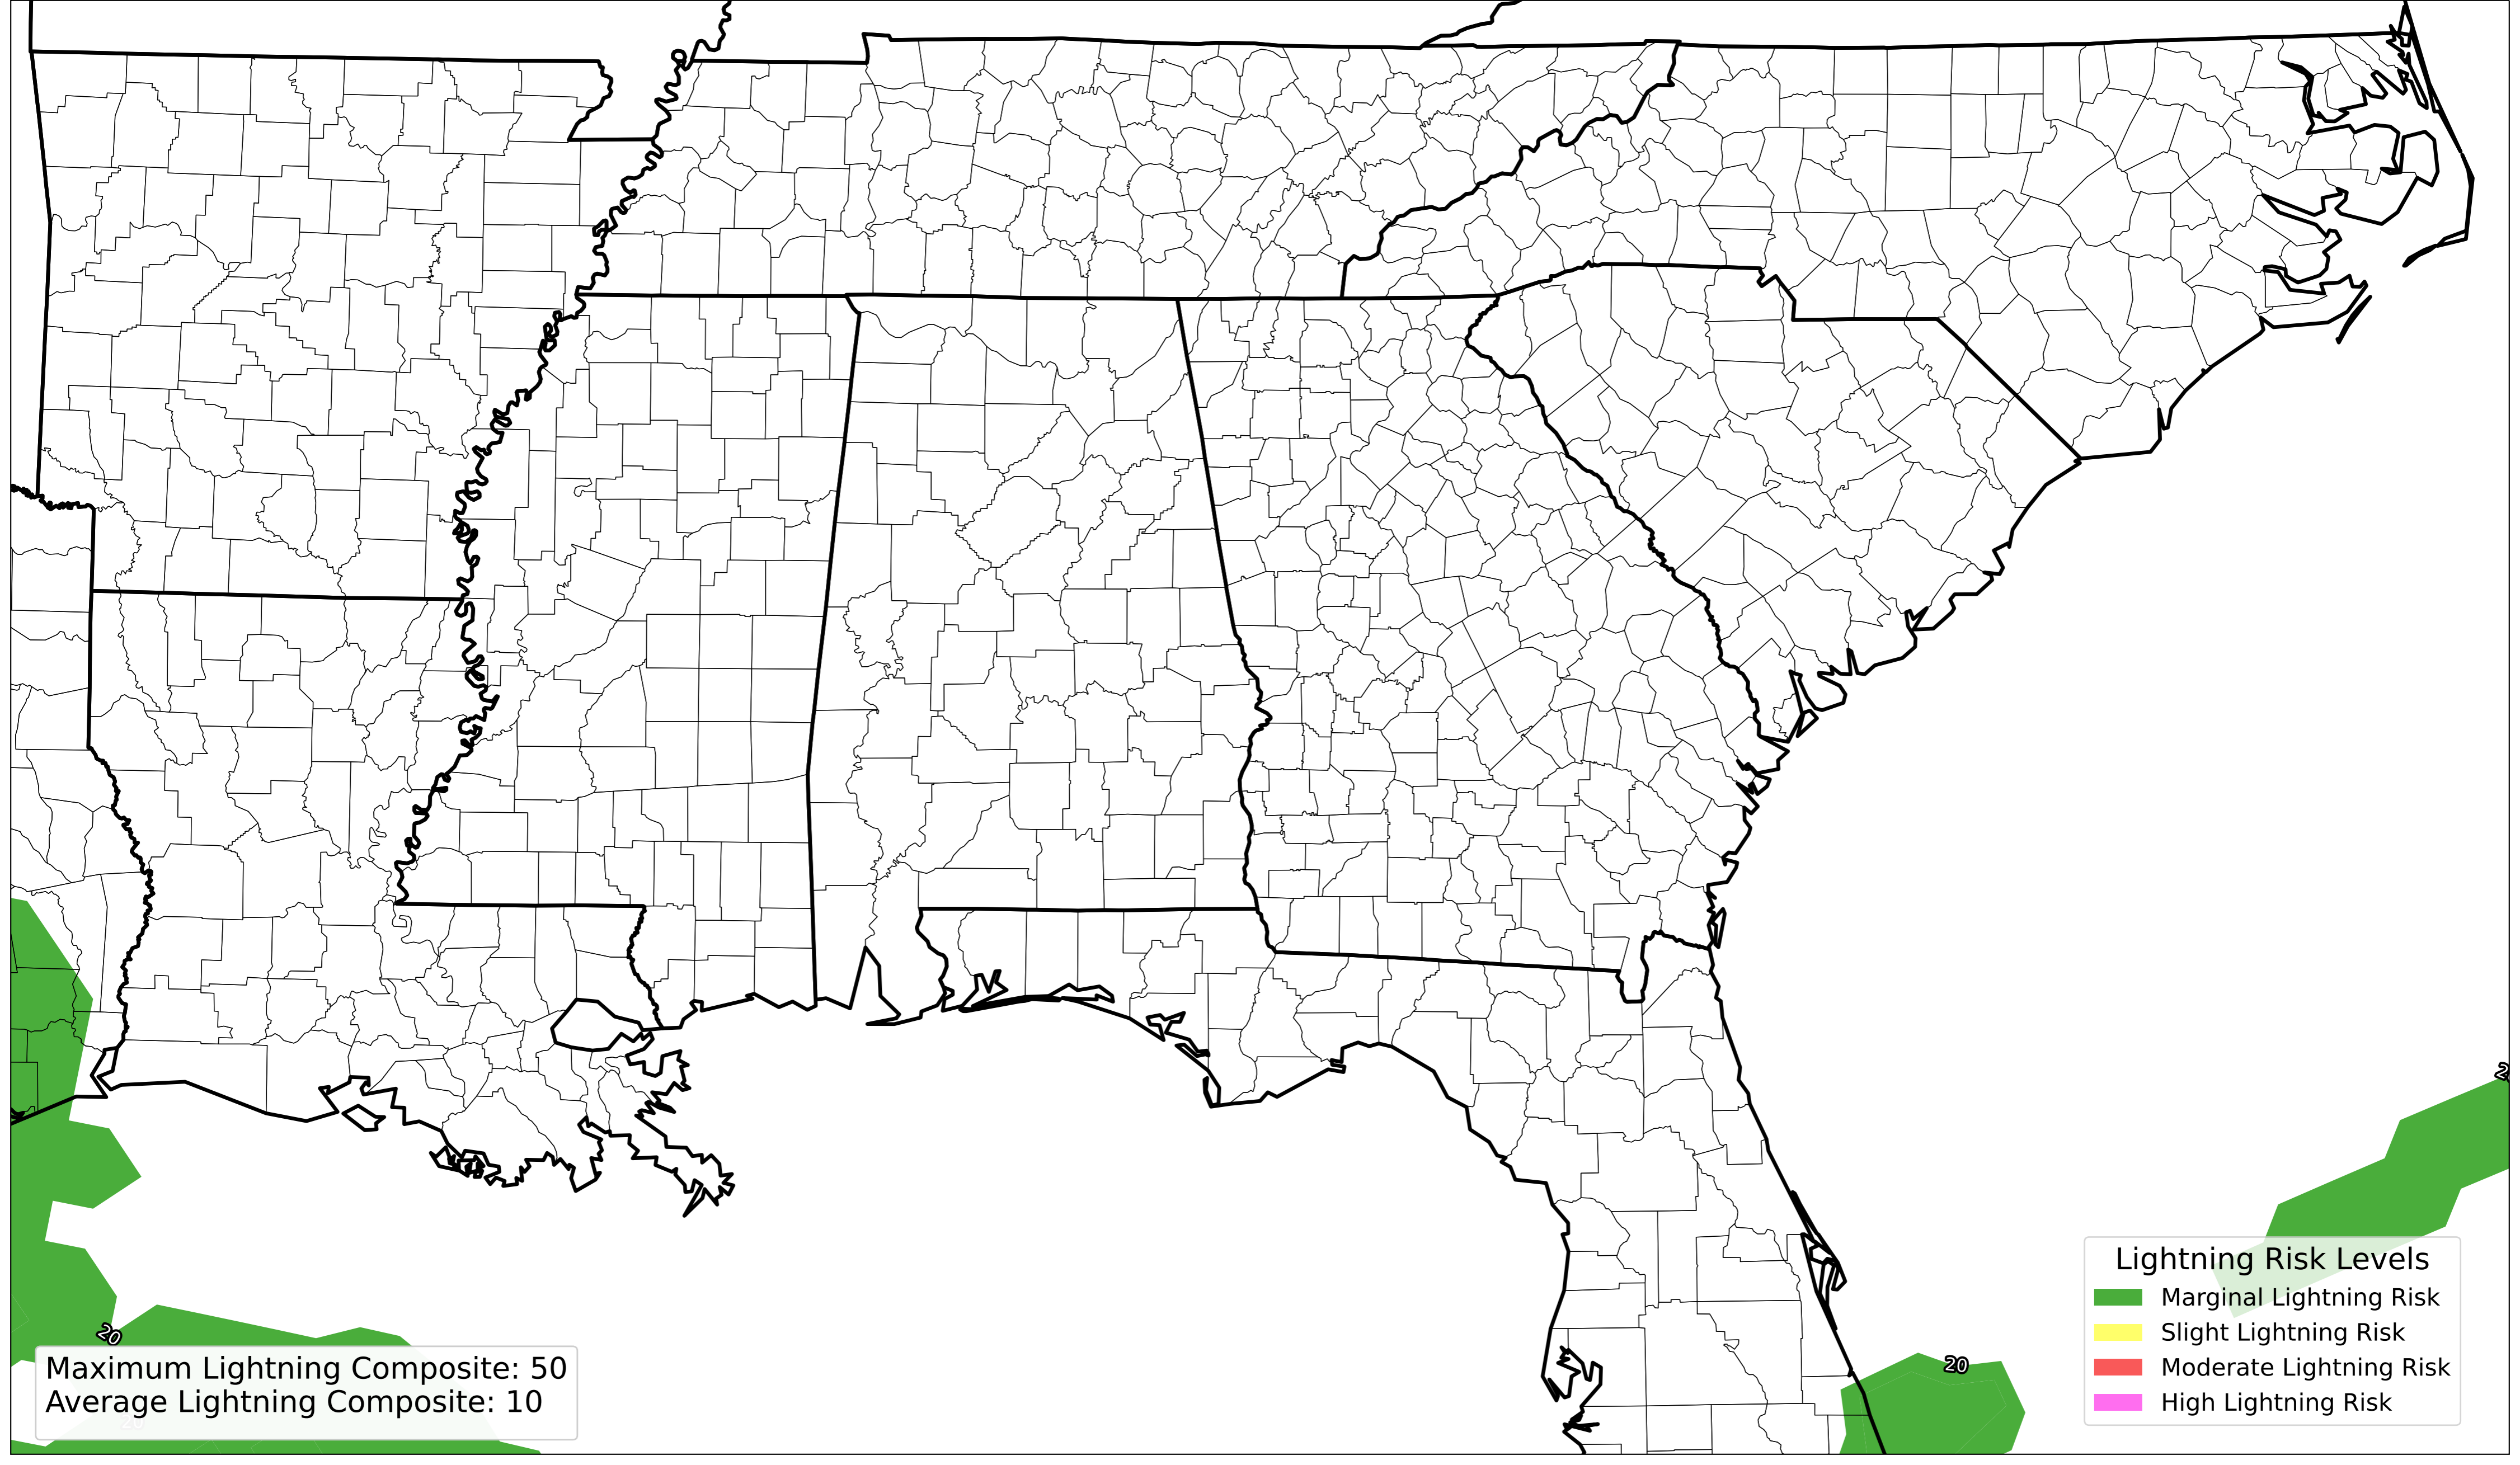 20
20
Maximum Lightning Composite: 50
Average Lightning Composite: 10
Lightning Risk Levels
Marginal Lightning Risk
Slight Lightning Risk
Moderate Lightning Risk
High Lightning Risk